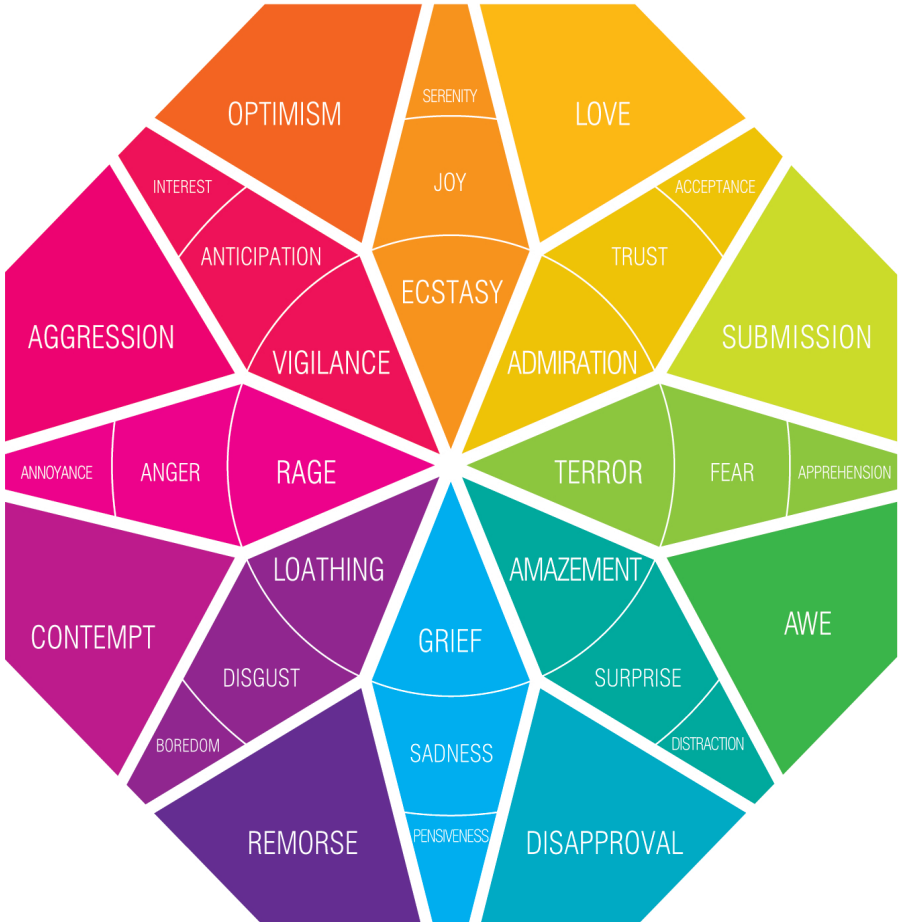 SERENITY
OPTIMISM
LOVE
JOY
INTEREST
ACCEPTANCE
ANTICIPATION
TRUST
ECSTASY
AGGRESSION
SUBMISSION
VIGILANCE
ADMIRATION
ANNOYANCE
ANGER
RAGE
TERROR
FEAR
APPREHENSION
LOATHING
AMAZEMENT
CONTEMPT
GRIEF
AWE
DISGUST
SURPRISE
BOREDOM
SADNESS
DISTRACTION
REMORSE
PENSIVENESS
DISAPPROVAL